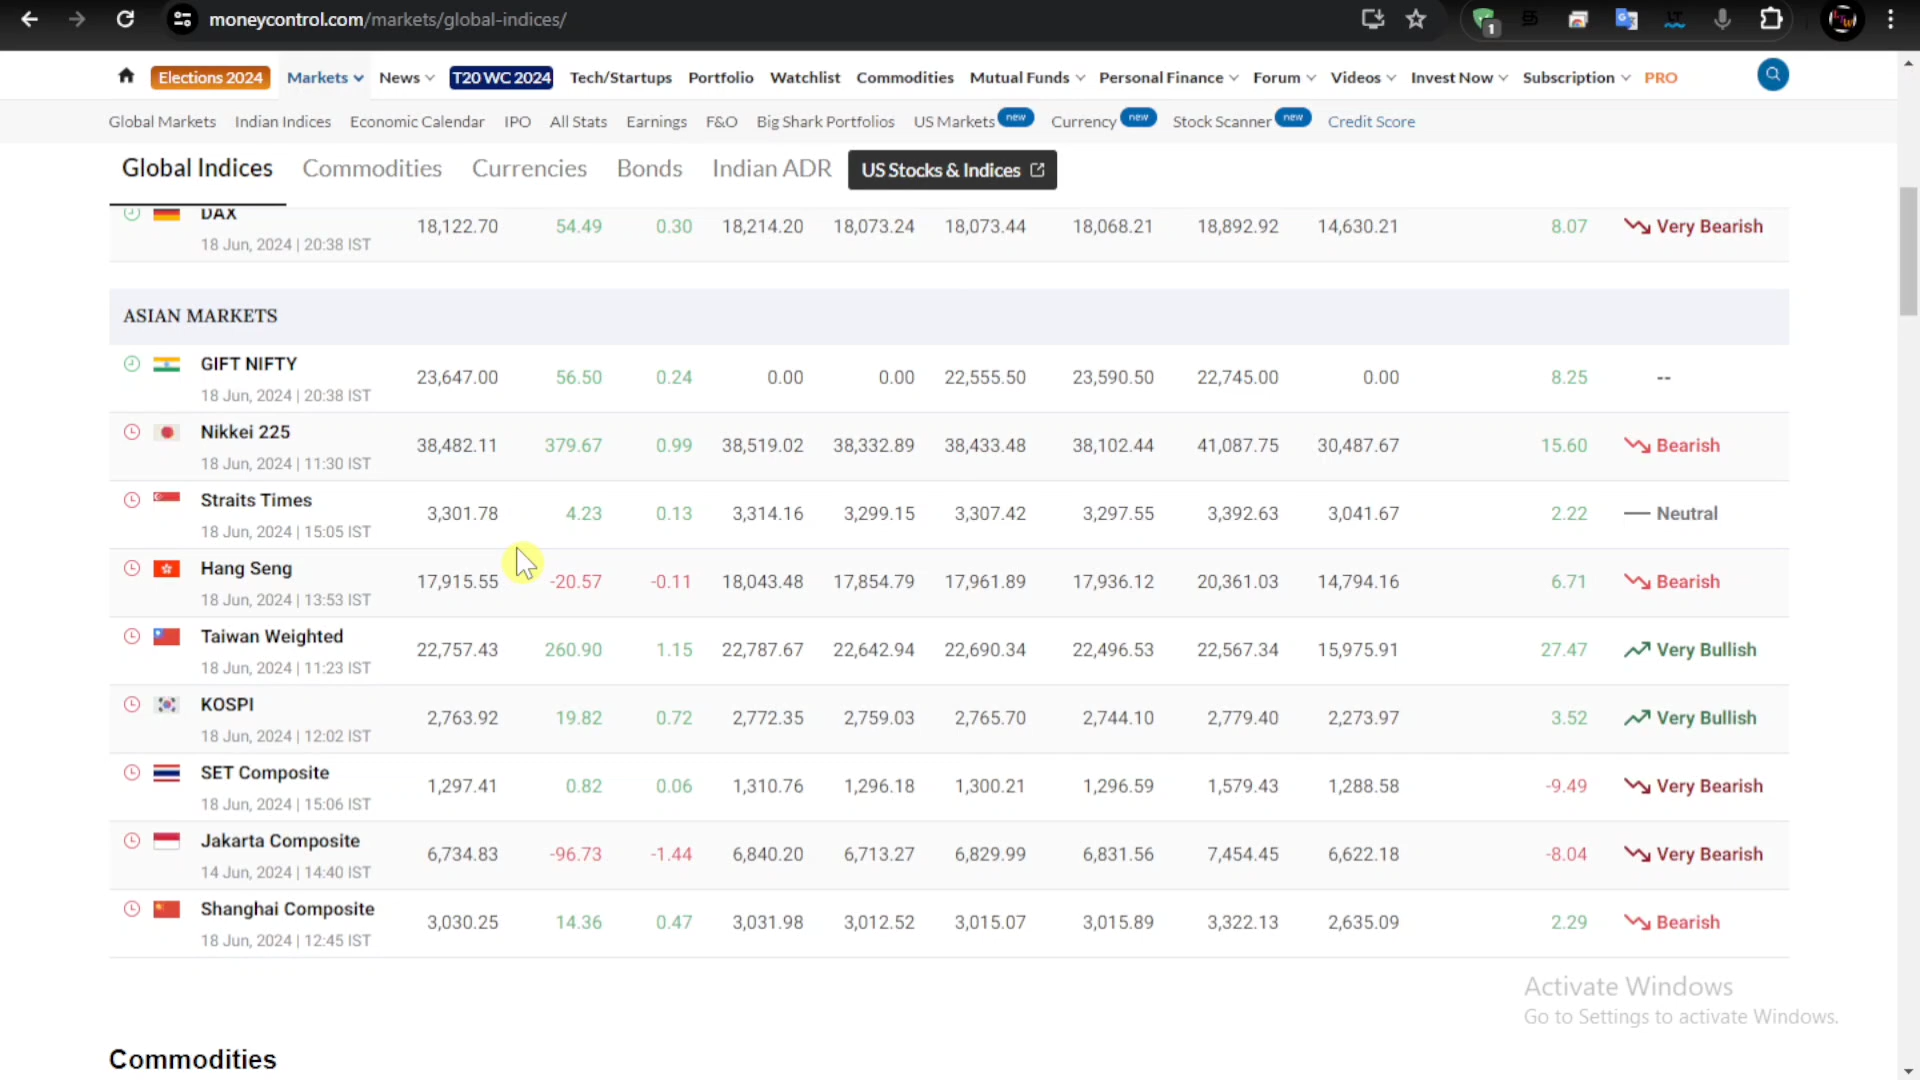 moneycontrol.com/markets/global-indices/
1
Elections 2024 Markets News T20 WC 2024 Tech/Startups Portfolio Watchlist Commodities Mutual Funds Personal Finance Forum Videos Invest Now Subscription PRO
Global Markets Indian Indices Economic Calendar IPO All Stats Earnings F&O Big Shark Portfolios US Markets new Currency new Stock Scanner new Credit Score
Global Indices Commodities Currencies Bonds Indian ADR US Stocks & Indices
DAX 18,122.70 54.49 0.30 18,214.20 18,073.24 18,073.44 18,068.21 18,892.92 14,630.21 8.07 Very Bearish
18 Jun, 2024 | 20:38 IST
ASIAN MARKETS
GIFT NIFTY 23,647.00 56.50 0.24 0.00 0.00 22,555.50 23,590.50 22,745.00 0.00 8.25 --
18 Jun, 2024 | 20:38 IST
Nikkei 225 38,482.11 379.67 0.99 38,519.02 38,332.89 38,433.48 38,102.44 41,087.75 30,487.67 15.60 Bearish
18 Jun, 2024 | 11:30 IST
Straits Times 3,301.78 4.23 0.13 3,314.16 3,299.15 3,307.42 3,297.55 3,392.63 3,041.67 2.22 Neutral
18 Jun, 2024 | 15:05 IST
Hang Seng 17,915.55 -20.57 -0.11 18,043.48 17,854.79 17,961.89 17,936.12 20,361.03 14,794.16 6.71 Bearish
18 Jun, 2024 | 13:53 IST
Taiwan Weighted 22,757.43 260.90 1.15 22,787.67 22,642.94 22,690.34 22,496.53 22,567.34 15,975.91 27.47 Very Bullish
18 Jun, 2024 | 11:23 IST
KOSPI 2,763.92 19.82 0.72 2,772.35 2,759.03 2,765.70 2,744.10 2,779.40 2,273.97 3.52 Very Bullish
18 Jun, 2024 | 12:02 IST
SET Composite 1,297.41 0.82 0.06 1,310.76 1,296.18 1,300.21 1,296.59 1,579.43 1,288.58 -9.49 Very Bearish
18 Jun, 2024 | 15:06 IST
Jakarta Composite 6,734.83 -96.73 -1.44 6,840.20 6,713.27 6,829.99 6,831.56 7,454.45 6,622.18 -8.04 Very Bearish
14 Jun, 2024 | 14:40 IST
Shanghai Composite 3,030.25 14.36 0.47 3,031.98 3,012.52 3,015.07 3,015.89 3,322.13 2,635.09 2.29 Bearish
18 Jun, 2024 | 12:45 IST
Activate Windows
Go to Settings to activate Windows.
Commodities